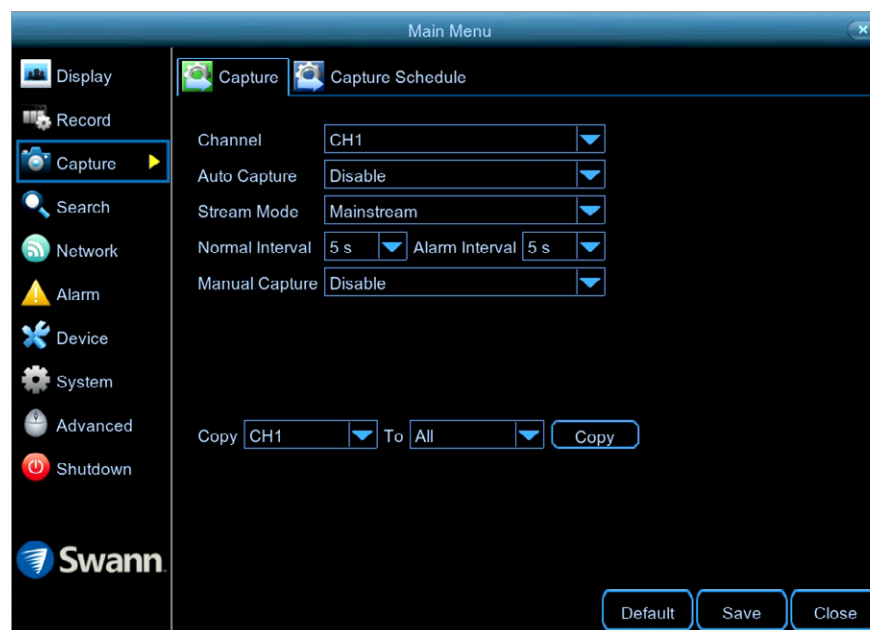 Main Menu
Display
Record
Capture
Search
Network
Alarm
Device
System
Advanced
Shutdown
Swann
Capture Capture Schedule
Channel CH1
Auto Capture Disable
Stream Mode Mainstream
Normal Interval 5 s Alarm Interval 5 s
Manual Capture Disable
Copy CH1 To All Copy
Default Save Close